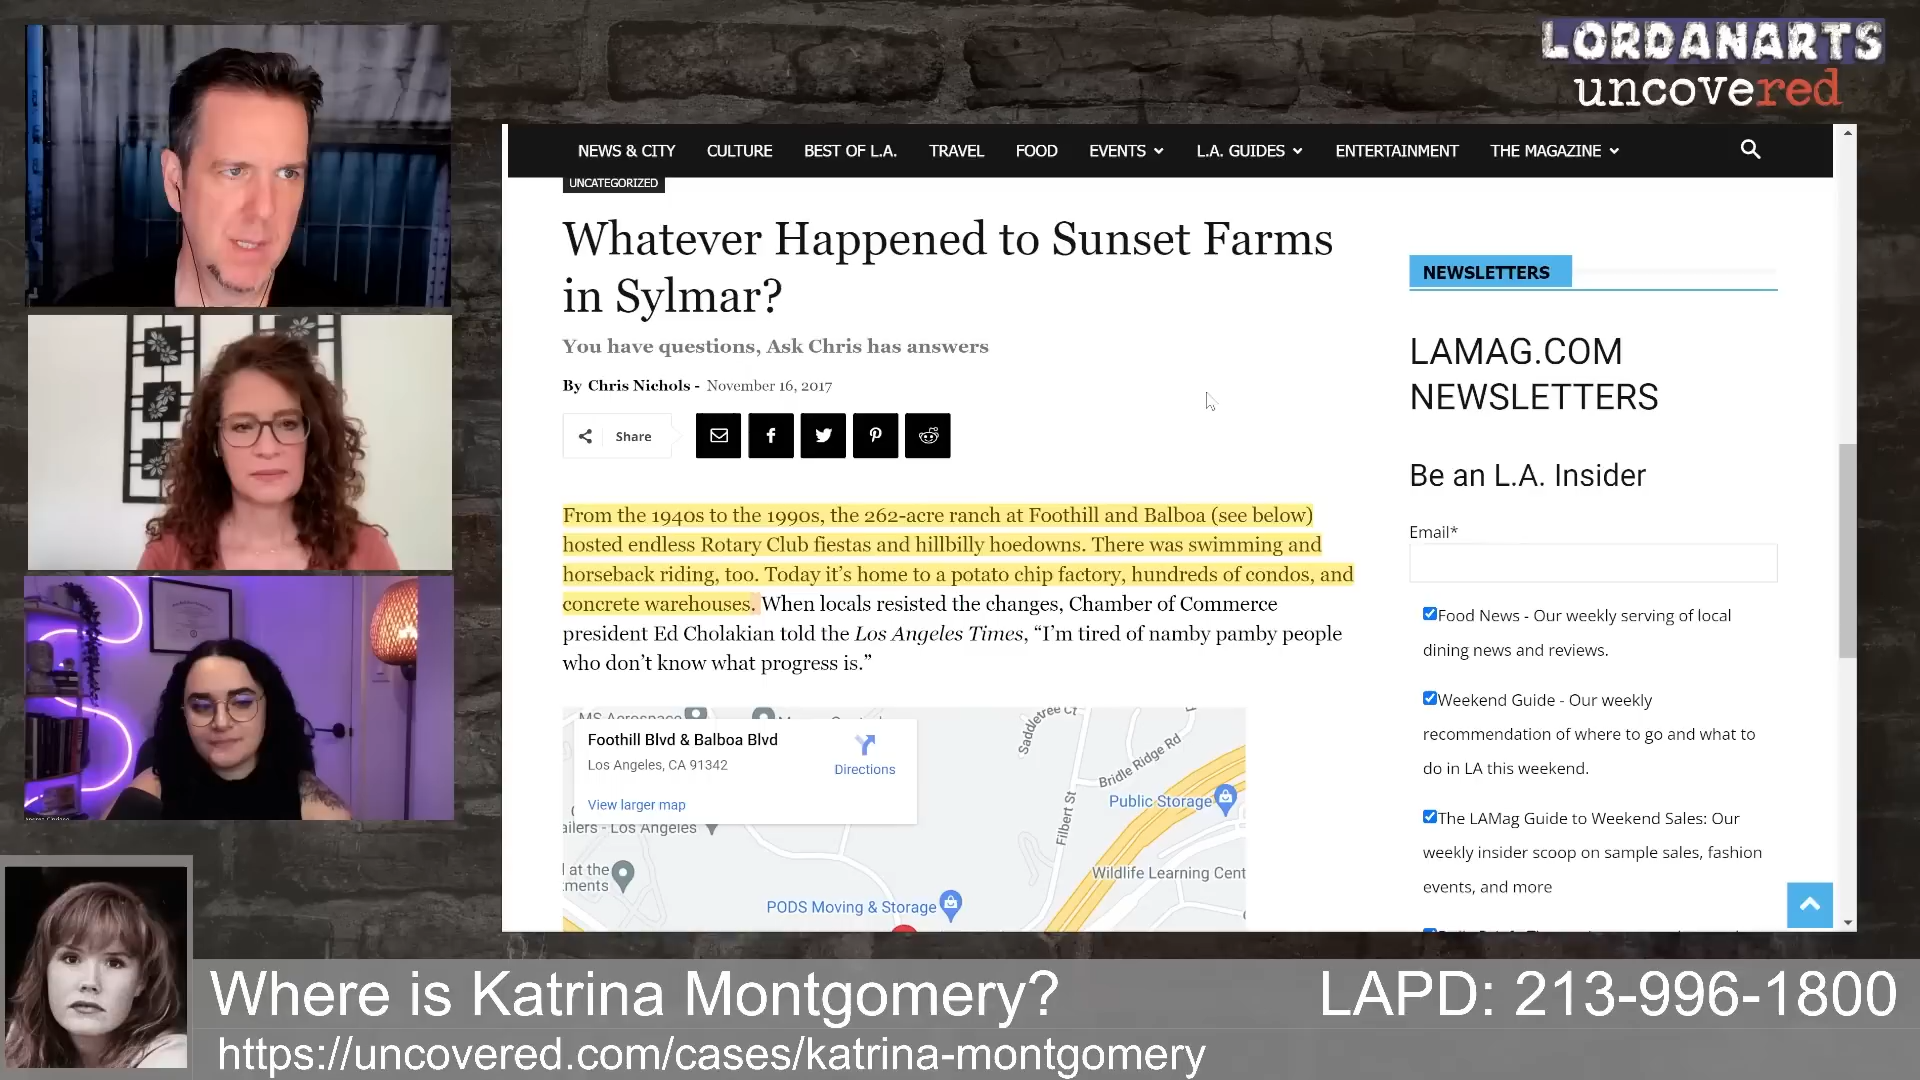 LORDANARTS
uncovered
NEWS & CITY CULTURE BEST OF L.A. TRAVEL FOOD EVENTS L.A. GUIDES ENTERTAINMENT THE MAGAZINE
UNCATEGORIZED
Whatever Happened to Sunset Farms
in Sylmar?
You have questions, Ask Chris has answers
By Chris Nichols - November 16, 2017
Share
From the 1940s to the 1990s, the 262-acre ranch at Foothill and Balboa (see below)
hosted endless Rotary Club fiestas and hillbilly hoedowns. There was swimming and
horseback riding, too. Today it’s home to a potato chip factory, hundreds of condos, and
concrete warehouses. When locals resisted the changes, Chamber of Commerce
president Ed Cholakian told the Los Angeles Times, “I’m tired of namby pamby people
who don’t know what progress is.”
MS Aerospace
Foothill Blvd & Balboa Blvd
Los Angeles, CA 91342
Directions
View larger map
ailers - Los Angeles
l at the
ments
PODS Moving & Storage
Saddletree Ct
Bridle Ridge Rd
Filbert St
Public Storage
Wildlife Learning Cent
NEWSLETTERS
LAMAG.COM
NEWSLETTERS
Be an L.A. Insider
Email*
Food News - Our weekly serving of local
dining news and reviews.
Weekend Guide - Our weekly
recommendation of where to go and what to
do in LA this weekend.
The LAMag Guide to Weekend Sales: Our
weekly insider scoop on sample sales, fashion
events, and more
Where is Katrina Montgomery?
LAPD: 213-996-1800
https://uncovered.com/cases/katrina-montgomery